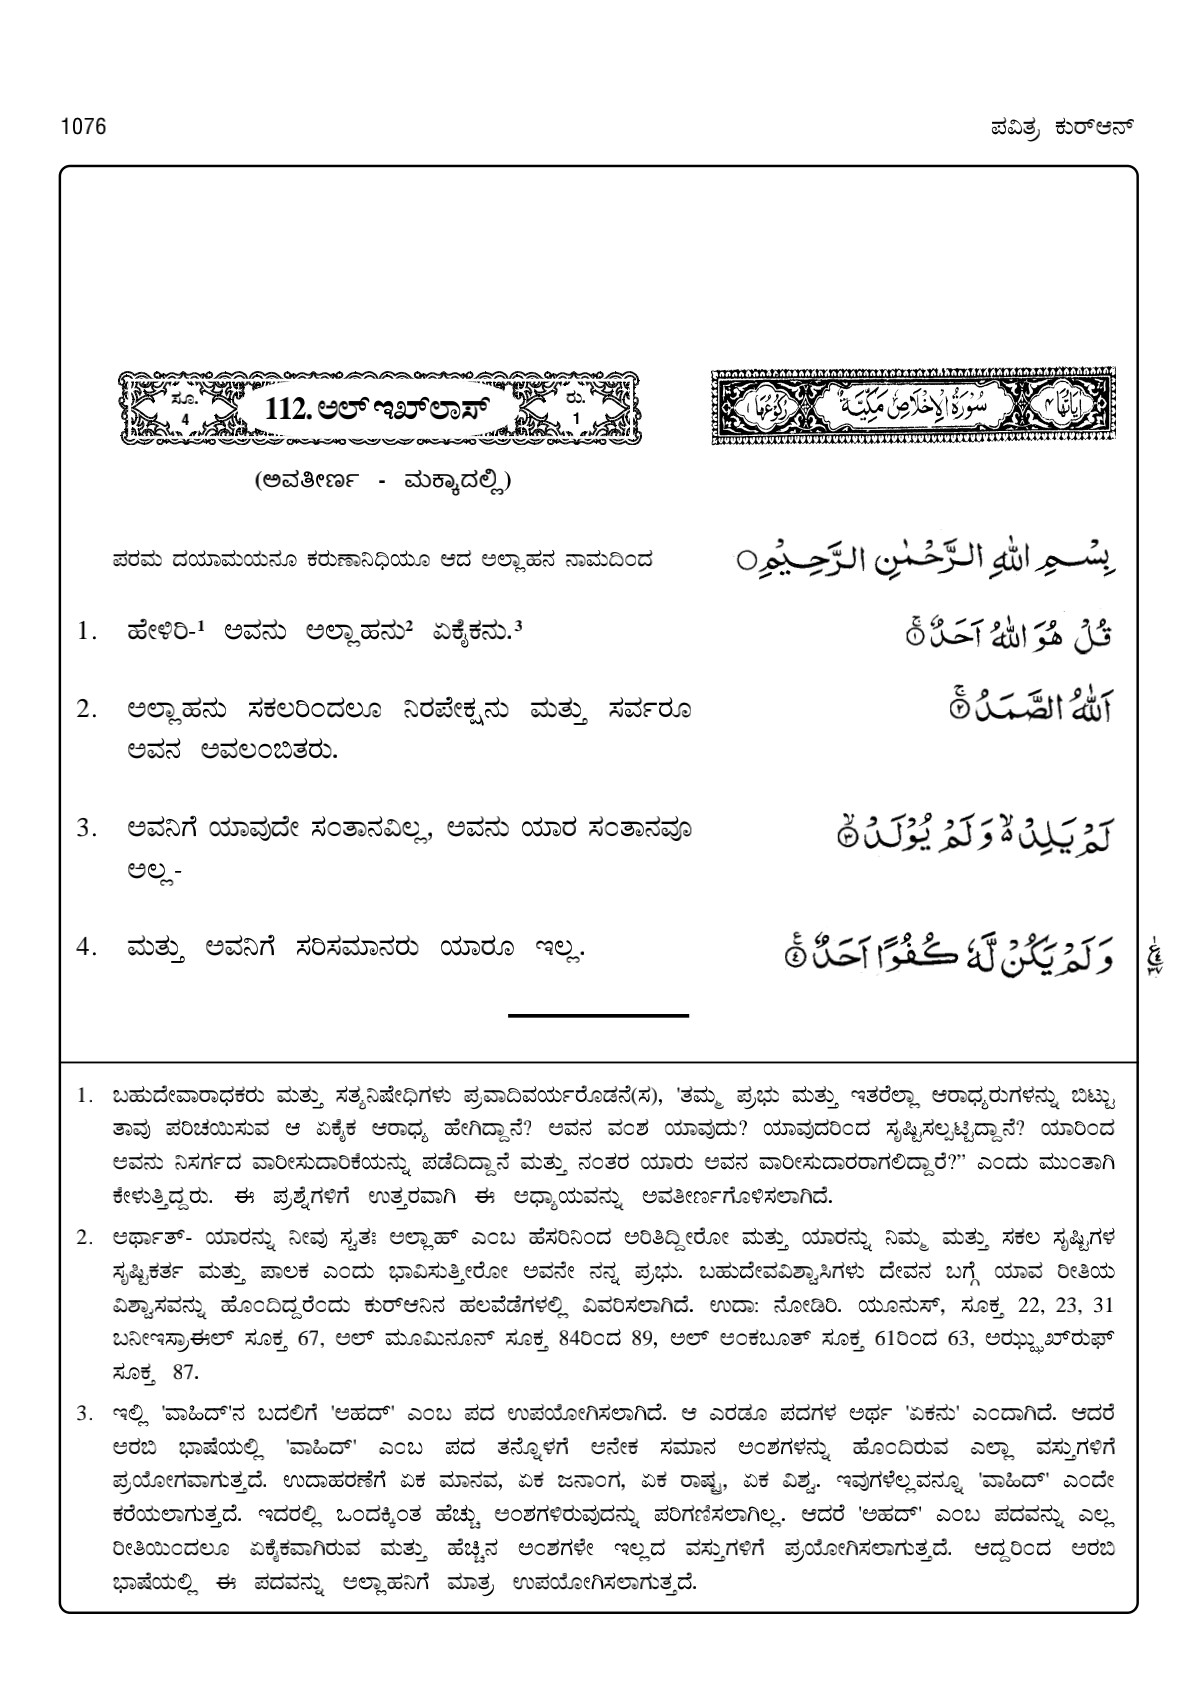 1076
ಪವಿತ್ರ ಕುರ್‌ಆನ್
ಸೂ.
4
112. ಅಲ್ ಇಖ್‌ಲಾಸ್
ರು.
1
اٰيَاتُهَا ٤
سُوْرَةُ الْاِخْلَاصِ مَكِّيَّةٌ
رُكُوْعُهَا ١
(ಅವತೀರ್ಣ - ಮಕ್ಕಾದಲ್ಲಿ)
ಪರಮ ದಯಾಮಯನೂ ಕರುಣಾನಿಧಿಯೂ ಆದ ಅಲ್ಲಾಹನ ನಾಮದಿಂದ
بِسْمِ اللّٰهِ الرَّحْمٰنِ الرَّحِيْمِ○
1. ಹೇಳಿರಿ-¹ ಅವನು ಅಲ್ಲಾಹನು² ಏಕೈಕನು.³
قُلْ هُوَ اللّٰهُ اَحَدٌ ۚ﴿١﴾
2. ಅಲ್ಲಾಹನು ಸಕಲರಿಂದಲೂ ನಿರಪೇಕ್ಷನು ಮತ್ತು ಸರ್ವರೂ
ಅವನ ಅವಲಂಬಿತರು.
اَللّٰهُ الصَّمَدُ ۚ﴿٢﴾
3. ಅವನಿಗೆ ಯಾವುದೇ ಸಂತಾನವಿಲ್ಲ, ಅವನು ಯಾರ ಸಂತಾನವೂ
ಅಲ್ಲ-
لَمْ يَلِدْ ۙ۬ وَلَمْ يُوْلَدْ ۙ﴿٣﴾
4. ಮತ್ತು ಅವನಿಗೆ ಸರಿಸಮಾನರು ಯಾರೂ ಇಲ್ಲ.
وَلَمْ يَكُنْ لَّهٗ كُفُوًا اَحَدٌ ۧ﴿٤﴾
1. ಬಹುದೇವಾರಾಧಕರು ಮತ್ತು ಸತ್ಯನಿಷೇಧಿಗಳು ಪ್ರವಾದಿವರ್ಯರೊಡನೆ(ಸ), 'ತಮ್ಮ ಪ್ರಭು ಮತ್ತು ಇತರೆಲ್ಲಾ ಆರಾಧ್ಯರುಗಳನ್ನು ಬಿಟ್ಟು
ತಾವು ಪರಿಚಯಿಸುವ ಆ ಏಕೈಕ ಆರಾಧ್ಯ ಹೇಗಿದ್ದಾನೆ? ಅವನ ವಂಶ ಯಾವುದು? ಯಾವುದರಿಂದ ಸೃಷ್ಟಿಸಲ್ಪಟ್ಟಿದ್ದಾನೆ? ಯಾರಿಂದ
ಅವನು ನಿಸರ್ಗದ ವಾರೀಸುದಾರಿಕೆಯನ್ನು ಪಡೆದಿದ್ದಾನೆ ಮತ್ತು ನಂತರ ಯಾರು ಅವನ ವಾರೀಸುದಾರರಾಗಲಿದ್ದಾರೆ?” ಎಂದು ಮುಂತಾಗಿ
ಕೇಳುತ್ತಿದ್ದರು. ಈ ಪ್ರಶ್ನೆಗಳಿಗೆ ಉತ್ತರವಾಗಿ ಈ ಅಧ್ಯಾಯವನ್ನು ಅವತೀರ್ಣಗೊಳಿಸಲಾಗಿದೆ.
2. ಅರ್ಥಾತ್- ಯಾರನ್ನು ನೀವು ಸ್ವತಃ ಅಲ್ಲಾಹ್ ಎಂಬ ಹೆಸರಿನಿಂದ ಅರಿತಿದ್ದೀರೋ ಮತ್ತು ಯಾರನ್ನು ನಿಮ್ಮ ಮತ್ತು ಸಕಲ ಸೃಷ್ಟಿಗಳ
ಸೃಷ್ಟಿಕರ್ತ ಮತ್ತು ಪಾಲಕ ಎಂದು ಭಾವಿಸುತ್ತೀರೋ ಅವನೇ ನನ್ನ ಪ್ರಭು. ಬಹುದೇವವಿಶ್ವಾಸಿಗಳು ದೇವನ ಬಗ್ಗೆ ಯಾವ ರೀತಿಯ
ವಿಶ್ವಾಸವನ್ನು ಹೊಂದಿದ್ದರೆಂದು ಕುರ್‌ಆನಿನ ಹಲವೆಡೆಗಳಲ್ಲಿ ವಿವರಿಸಲಾಗಿದೆ. ಉದಾ: ನೋಡಿರಿ. ಯೂನುಸ್, ಸೂಕ್ತ 22, 23, 31
ಬನೀಇಸ್ರಾಈಲ್ ಸೂಕ್ತ 67, ಅಲ್ ಮೂಮಿನೂನ್ ಸೂಕ್ತ 84ರಿಂದ 89, ಅಲ್ ಅಂಕಬೂತ್ ಸೂಕ್ತ 61ರಿಂದ 63, ಅಝ್ಝುಖ್‌ರುಫ್
ಸೂಕ್ತ 87.
3. ಇಲ್ಲಿ 'ವಾಹಿದ್'ನ ಬದಲಿಗೆ 'ಅಹದ್' ಎಂಬ ಪದ ಉಪಯೋಗಿಸಲಾಗಿದೆ. ಆ ಎರಡೂ ಪದಗಳ ಅರ್ಥ 'ಏಕನು' ಎಂದಾಗಿದೆ. ಆದರೆ
ಅರಬಿ ಭಾಷೆಯಲ್ಲಿ 'ವಾಹಿದ್' ಎಂಬ ಪದ ತನ್ನೊಳಗೆ ಅನೇಕ ಸಮಾನ ಅಂಶಗಳನ್ನು ಹೊಂದಿರುವ ಎಲ್ಲಾ ವಸ್ತುಗಳಿಗೆ
ಪ್ರಯೋಗವಾಗುತ್ತದೆ. ಉದಾಹರಣೆಗೆ ಏಕ ಮಾನವ, ಏಕ ಜನಾಂಗ, ಏಕ ರಾಷ್ಟ್ರ, ಏಕ ವಿಶ್ವ. ಇವುಗಳೆಲ್ಲವನ್ನೂ 'ವಾಹಿದ್' ಎಂದೇ
ಕರೆಯಲಾಗುತ್ತದೆ. ಇದರಲ್ಲಿ ಒಂದಕ್ಕಿಂತ ಹೆಚ್ಚು ಅಂಶಗಳಿರುವುದನ್ನು ಪರಿಗಣಿಸಲಾಗಿಲ್ಲ. ಆದರೆ 'ಅಹದ್' ಎಂಬ ಪದವನ್ನು ಎಲ್ಲ
ರೀತಿಯಿಂದಲೂ ಏಕೈಕವಾಗಿರುವ ಮತ್ತು ಹೆಚ್ಚಿನ ಅಂಶಗಳೇ ಇಲ್ಲದ ವಸ್ತುಗಳಿಗೆ ಪ್ರಯೋಗಿಸಲಾಗುತ್ತದೆ. ಆದ್ದರಿಂದ ಅರಬಿ
ಭಾಷೆಯಲ್ಲಿ ಈ ಪದವನ್ನು ಅಲ್ಲಾಹನಿಗೆ ಮಾತ್ರ ಉಪಯೋಗಿಸಲಾಗುತ್ತದೆ.